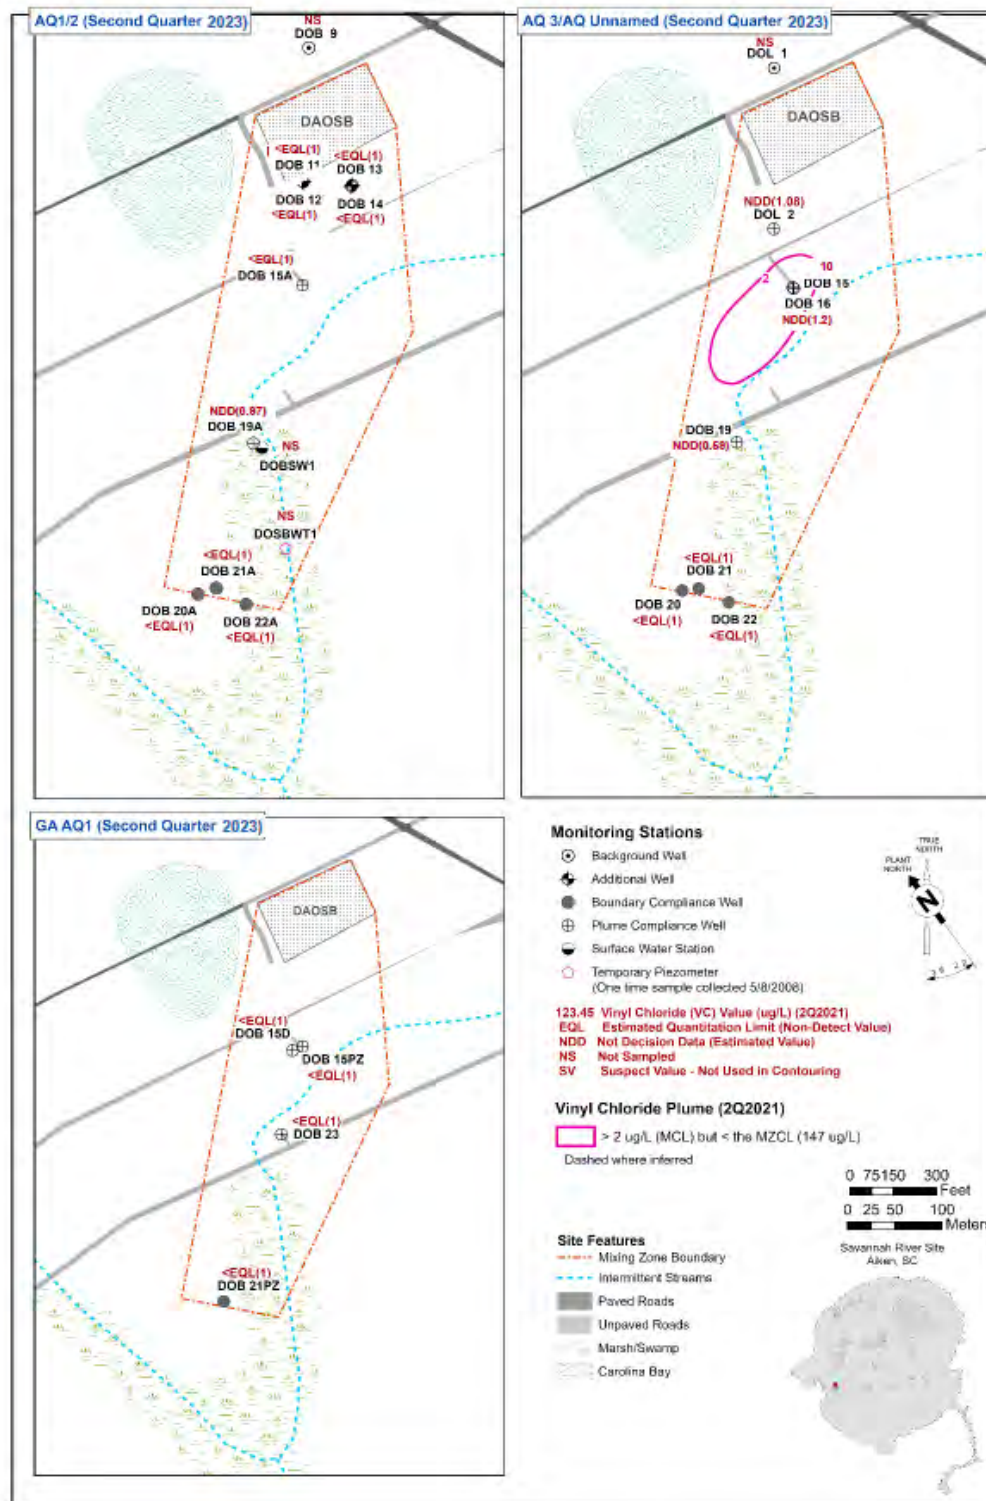 AQ1/2 (Second Quarter 2023)
NS
DOB 9
DAOSB
<EQL(1)
DOB 11
<EQL(1)
DOB 13
DOB 12
<EQL(1)
DOB 14
<EQL(1)
<EQL(1)
DOB 15A
NDD(0.97)
DOB 19A
NS
DOBSW1
NS
DOSBWT1
<EQL(1)
DOB 21A
DOB 20A
<EQL(1)
DOB 22A
<EQL(1)
AQ 3/AQ Unnamed (Second Quarter 2023)
NS
DOL 1
DAOSB
NDD(1.08)
DOL 2
10
2
DOB 15
DOB 16
NDD(1.2)
DOB 19
NDD(0.59)
<EQL(1)
DOB 21
DOB 20
<EQL(1)
DOB 22
<EQL(1)
GA AQ1 (Second Quarter 2023)
DAOSB
<EQL(1)
DOB 15D
DOB 15PZ
<EQL(1)
<EQL(1)
DOB 23
<EQL(1)
DOB 21PZ
Monitoring Stations
Background Well
Additional Well
Boundary Compliance Well
Plume Compliance Well
Surface Water Station
Temporary Piezometer
(One time sample collected 5/8/2008)
TRUE
NORTH
PLANT
NORTH
N
123.45 Vinyl Chloride (VC) Value (ug/L) (2Q2021)
EQL Estimated Quantitation Limit (Non-Detect Value)
NDD Not Decision Data (Estimated Value)
NS Not Sampled
SV Suspect Value - Not Used in Contouring
Vinyl Chloride Plume (2Q2021)
> 2 ug/L (MCL) but < the MZCL (147 ug/L)
Dashed where inferred
0 75 150 300
Feet
0 25 50 100
Meters
Savannah River Site
Aiken, SC
Site Features
Mixing Zone Boundary
Intermittent Streams
Paved Roads
Unpaved Roads
Marsh/Swamp
Carolina Bay